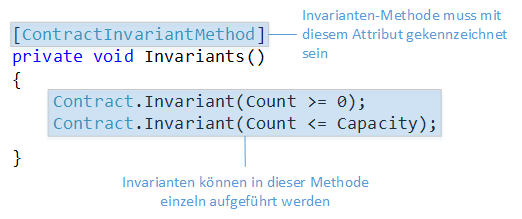 [ContractInvariantMethod]
Invarianten-Methode muss mit
diesem Attribut gekennzeichnet
sein
private void Invariants()
{
Contract.Invariant(Count >= 0);
Contract.Invariant(Count <= Capacity);
}
Invarianten können in dieser Methode
einzeln aufgeführt werden